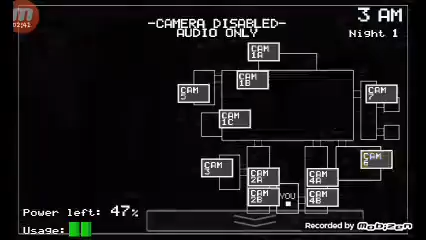 02:41
-CAMERA DISABLED-
AUDIO ONLY
3 AM
Night 1
CAM
1A
CAM
1B
CAM
5
CAM
7
CAM
1C
CAM
6
CAM
3
CAM
2A
CAM
4A
CAM
2B
YOU
CAM
4B
Power left: 47%
Usage:
Recorded by Mobizen